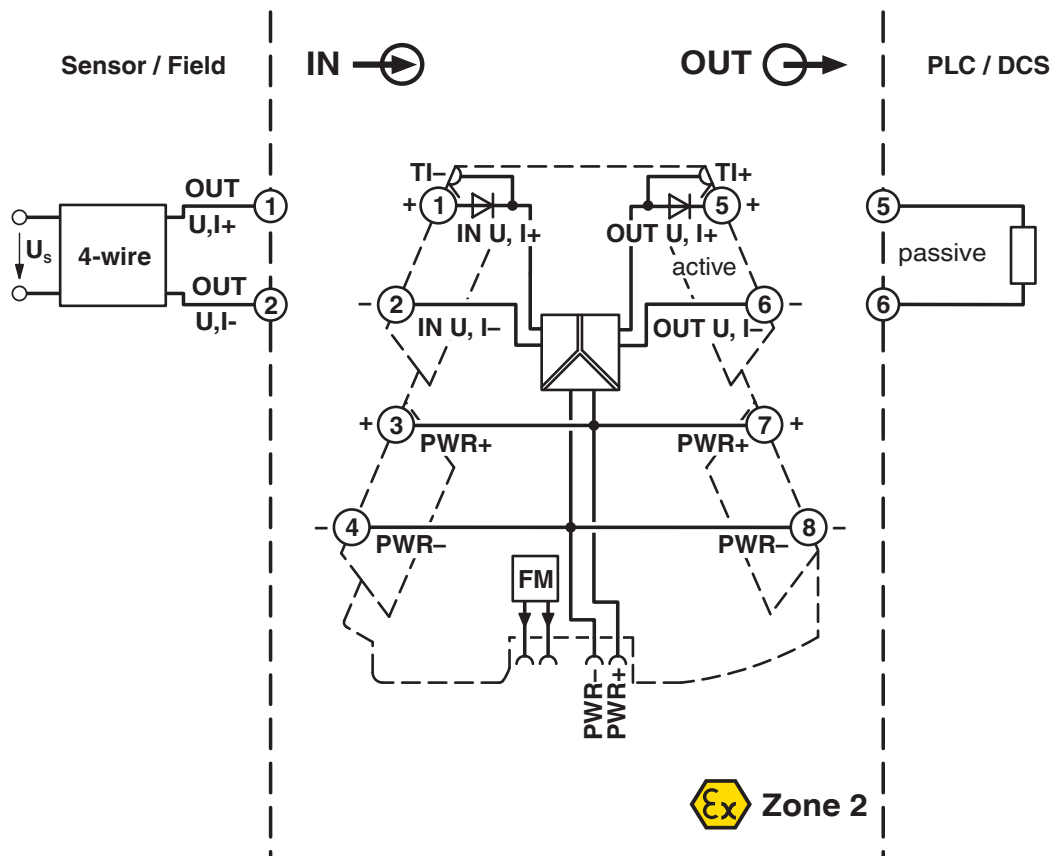 Sensor / Field
IN
OUT
PLC / DCS
TI–
TI+
OUT
1
U,I+
+
1
5
+
5
IN U, I+
OUT U, I+
Us
4-wire
active
passive
OUT
2
U,I-
–
2
6
–
6
IN U, I–
OUT U, I–
+
3
7
+
PWR+
PWR+
–
4
8
–
PWR–
PWR–
FM
PWR–
PWR+
Ex
Zone 2